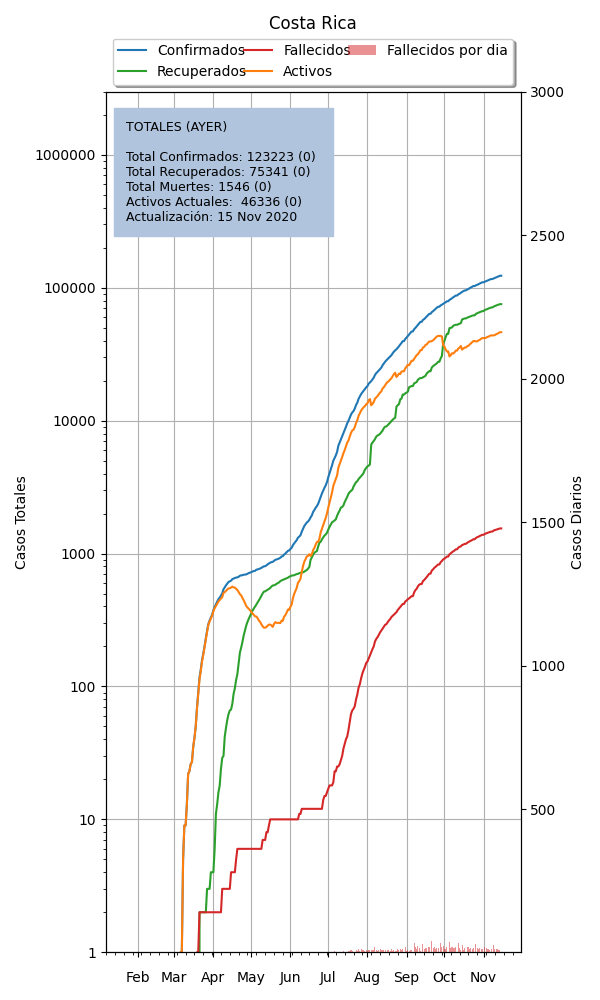 Costa Rica
Confirmados
Fallecidos
Fallecidos por dia
Recuperados
Activos
TOTALES (AYER)
Total Confirmados: 123223 (0)
Total Recuperados: 75341 (0)
Total Muertes: 1546 (0)
Activos Actuales:  46336 (0)
Actualización: 15 Nov 2020
Casos Totales
1000000
100000
10000
1000
100
10
1
Casos Diarios
3000
2500
2000
1500
1000
500
Feb Mar Apr May Jun Jul Aug Sep Oct Nov